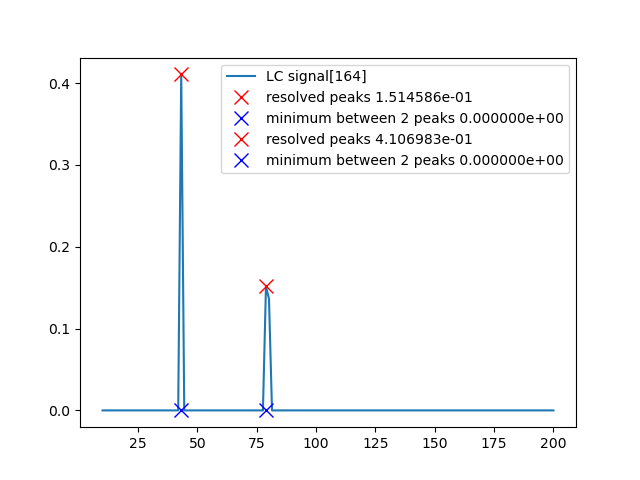 LC signal[164]
resolved peaks 1.514586e-01
minimum between 2 peaks 0.000000e+00
resolved peaks 4.106983e-01
minimum between 2 peaks 0.000000e+00
0.4
0.3
0.2
0.1
0.0
25 50 75 100 125 150 175 200